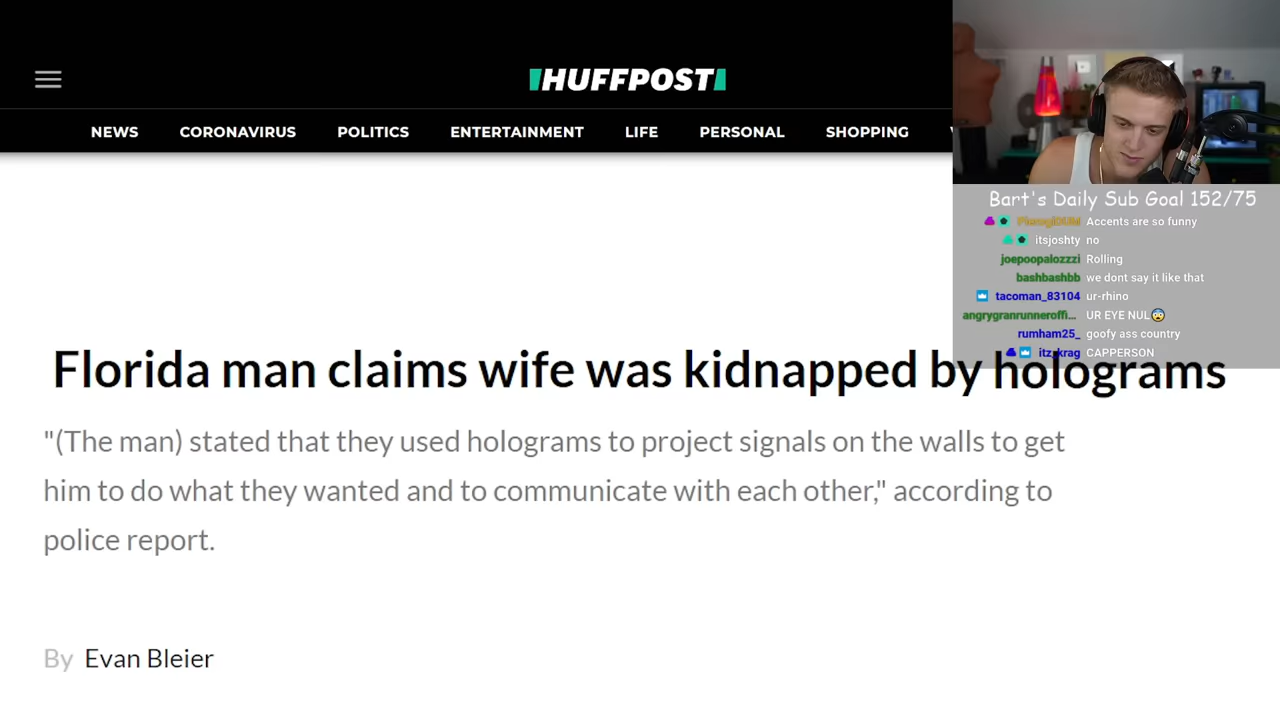 HUFFPOST
NEWS CORONAVIRUS POLITICS ENTERTAINMENT LIFE PERSONAL SHOPPING
Bart's Daily Sub Goal 152/75
PierogiDUM Accents are so funny
itsjoshty no
joepoopalozzzi Rolling
bashbashbb we dont say it like that
tacoman_83104 ur-rhino
angrygranrunneroffi... UR EYE NUL😨
rumham25_ goofy ass country
itz_krag CAPPERSON
Florida man claims wife was kidnapped by holograms
"(The man) stated that they used holograms to project signals on the walls to get
him to do what they wanted and to communicate with each other," according to
police report.
By Evan Bleier